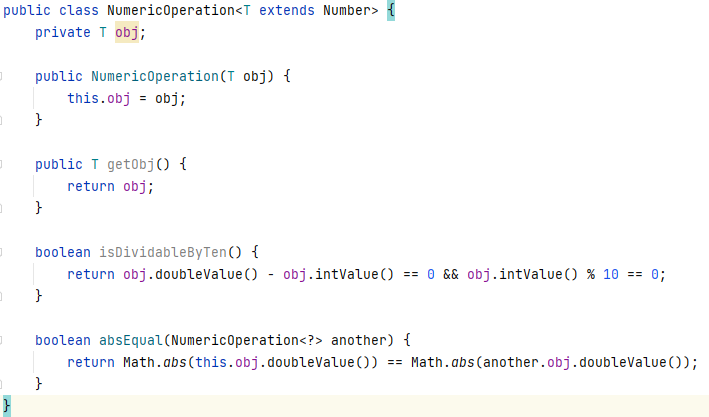 public class NumericOperation<T extends Number> {
    private T obj;

    public NumericOperation(T obj) {
        this.obj = obj;
    }

    public T getObj() {
        return obj;
    }

    boolean isDividableByTen() {
        return obj.doubleValue() - obj.intValue() == 0 && obj.intValue() % 10 == 0;
    }

    boolean absEqual(NumericOperation<?> another) {
        return Math.abs(this.obj.doubleValue()) == Math.abs(another.obj.doubleValue());
    }
}